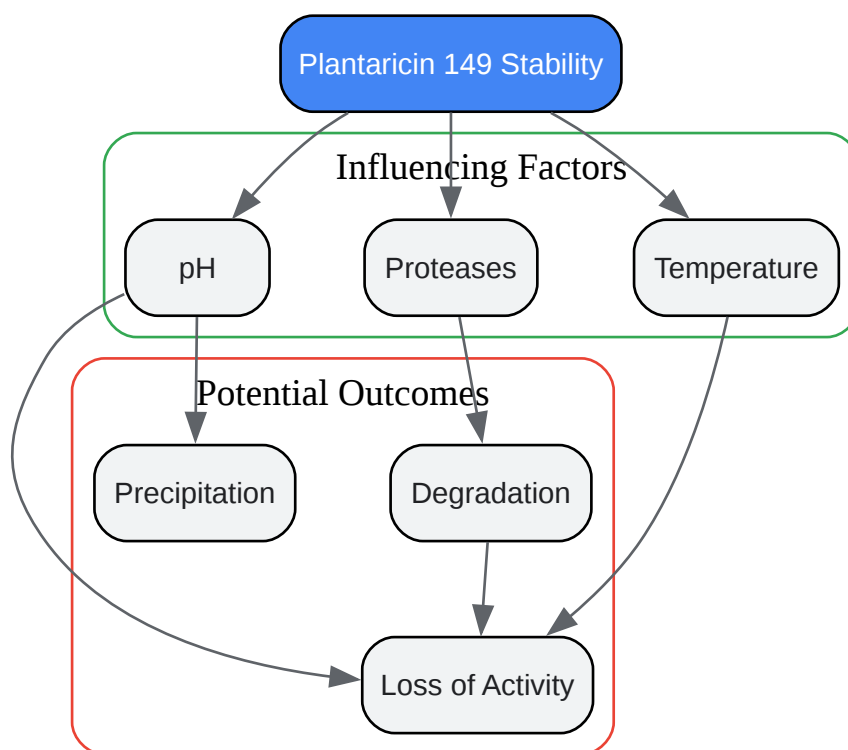 Plantaricin 149 Stability
Influencing Factors
pH
Proteases
Temperature
Potential Outcomes
Precipitation
Degradation
Loss of Activity